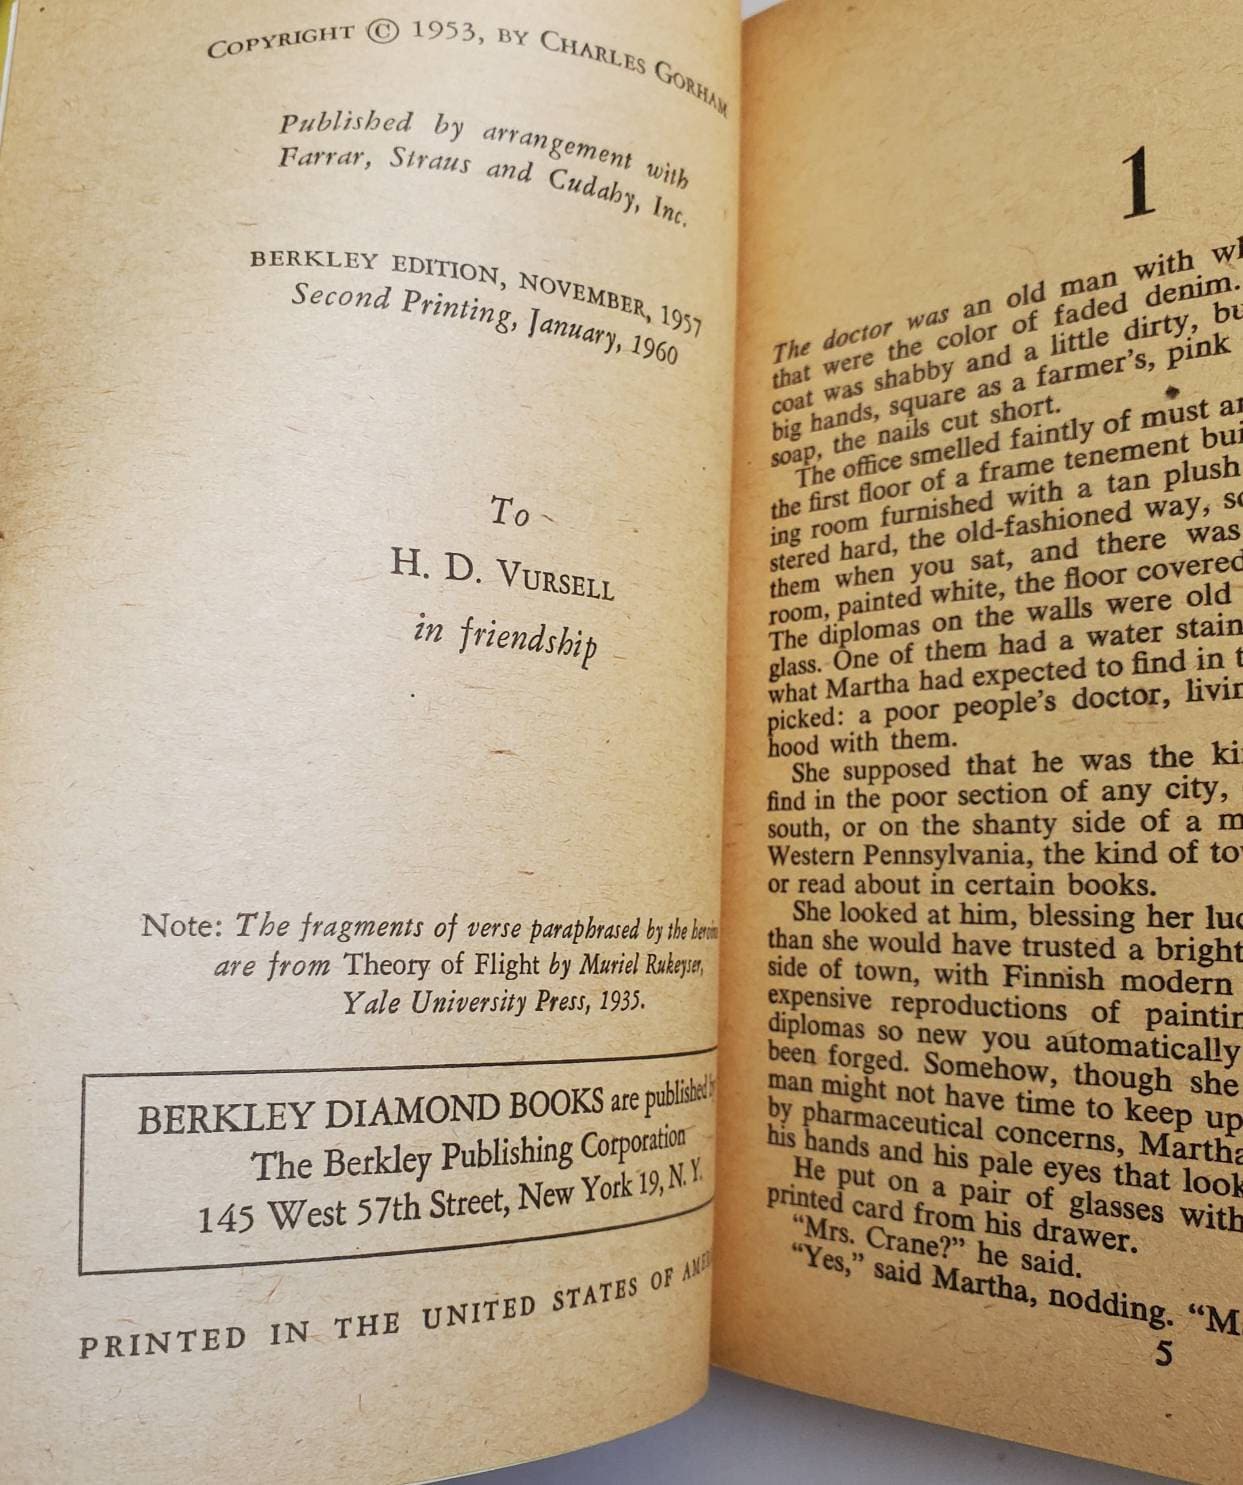 COPYRIGHT © 1953, BY CHARLES GORHAM
Published by arrangement with
Farrar, Straus and Cudahy, Inc.
BERKLEY EDITION, NOVEMBER, 1957
Second Printing, January, 1960
To
H. D. VURSELL
in friendship
Note: The fragments of verse paraphrased by the
are from Theory of Flight by Muriel Rukeyser,
Yale University Press, 1935.
BERKLEY DIAMOND BOOKS are published
The Berkley Publishing Corporation
145 West 57th Street, New York 19, N. Y.
PRINTED IN THE UNITED STATES OF
1
The doctor was an old man with
that were the color of faded denim.
coat was shabby and a little dirty,
big hands, square as a farmer's, pink
soap, the nails cut short.
The office smelled faintly of must
the first floor of a frame tenement
ing room furnished with a tan plush
stered hard, the old-fashioned way,
them when you sat, and there was
room, painted white, the floor covered
The diplomas on the walls were old
glass. One of them had a water stain
what Martha had expected to find in
picked: a poor people's doctor,
hood with them.
She supposed that he was the
find in the poor section of any city,
south, or on the shanty side of a
Western Pennsylvania, the kind of
or read about in certain books.
She looked at him, blessing her
than she would have trusted a bright
side of town, with Finnish modern
expensive reproductions of
diplomas so new you automatically
been forged. Somehow, though she
man might not have time to keep up
by pharmaceutical concerns, Martha
his hands and his pale eyes that
He put on a pair of glasses with
printed card from his drawer.
"Mrs. Crane?" he said.
"Yes," said Martha, nodding.
5